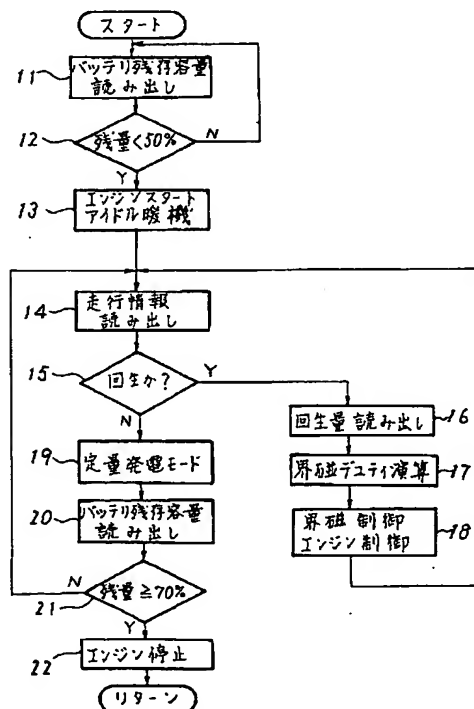 スタート
11
バッテリ残存容量
読み出し
12
残量<50%
N
Y
13
エンジンスタート
アイドル暖機
14
走行情報
読み出し
15
回生か?
Y
N
回生量読み出し
16
界磁デュティ演算
17
界磁制御
エンジン制御
18
19
定量発電モード
20
バッテリ残存容量
読み出し
21
残量≧70%
N
Y
22
エンジン停止
リターン